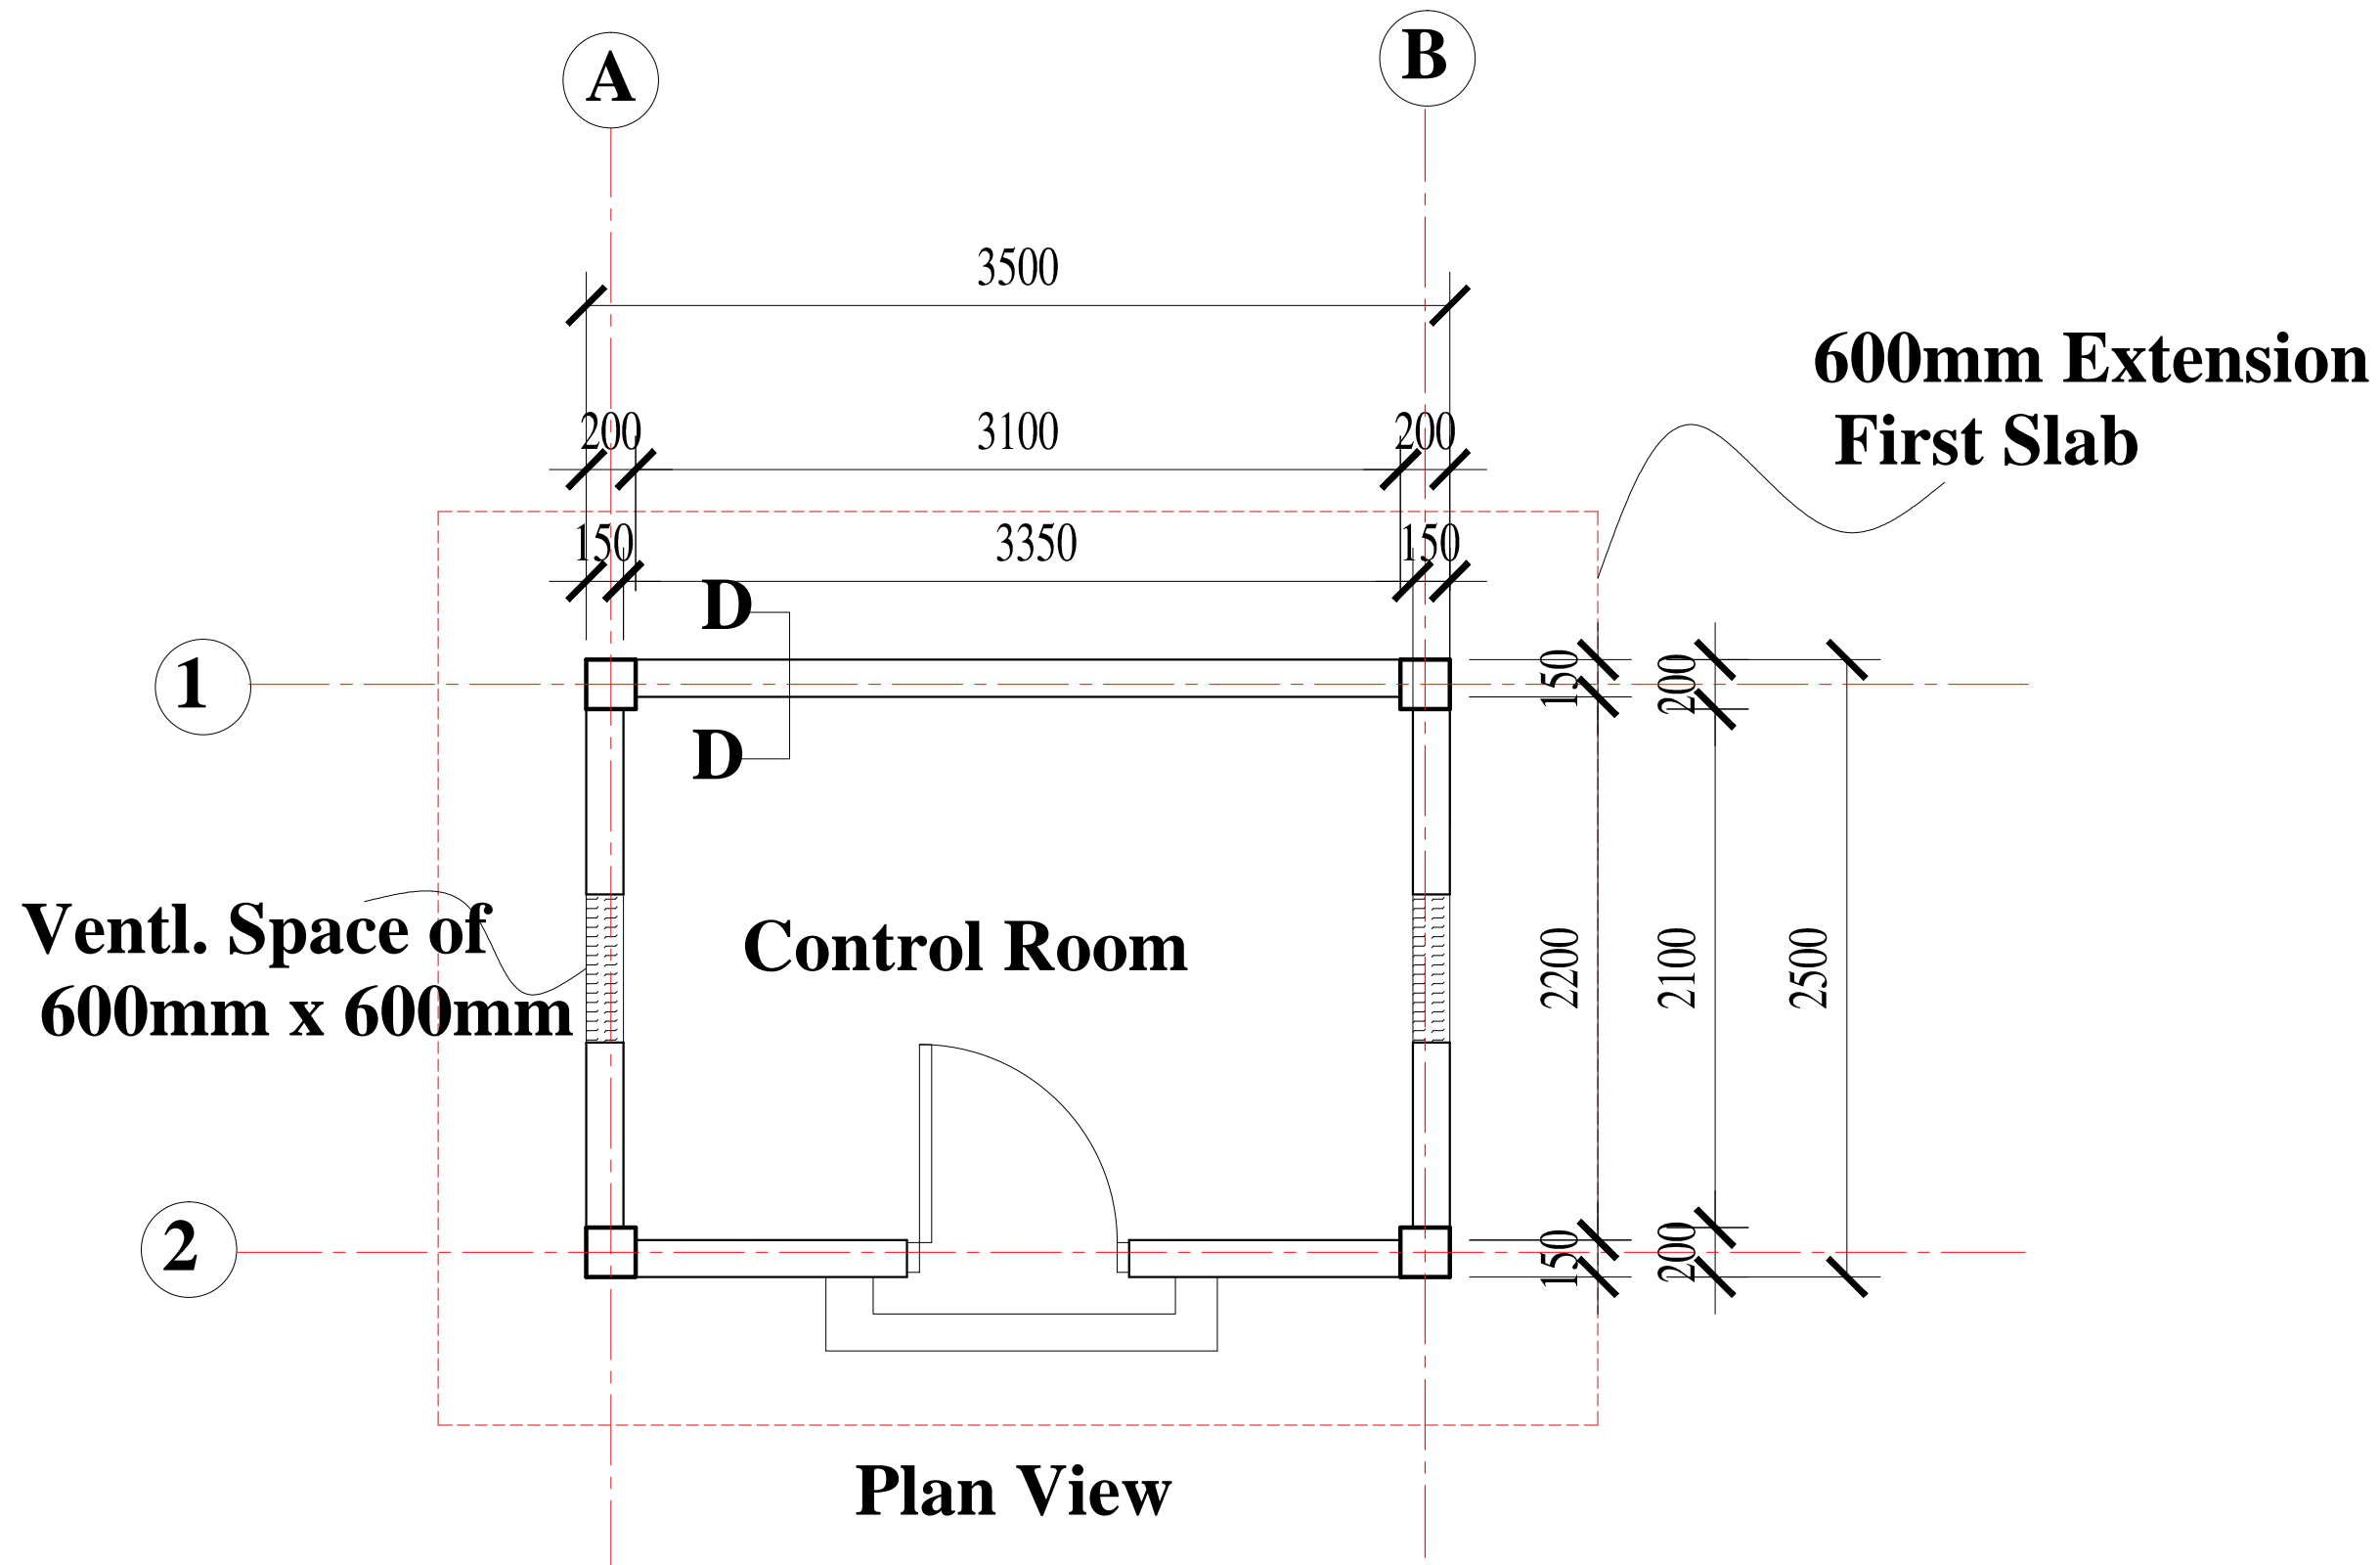 A
B
3500
600mm Extension
First Slab
200
3100
200
150
3350
150
D
1
150
200
D
Ventl. Space of
600mm x 600mm
Control Room
2200
2100
2500
2
150
200
Plan View